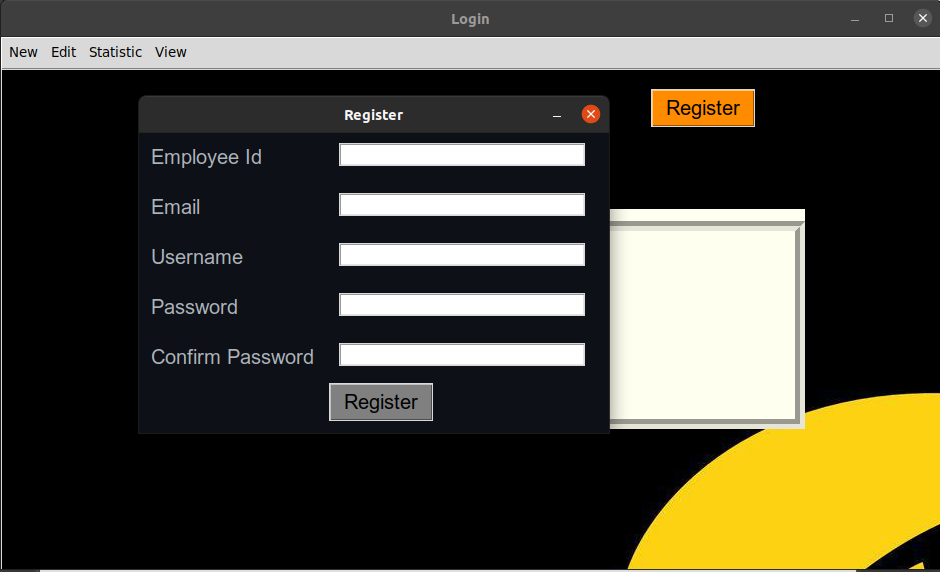 Login
New Edit Statistic View
Register
Register
Employee Id
Email
Username
Password
Confirm Password
Register